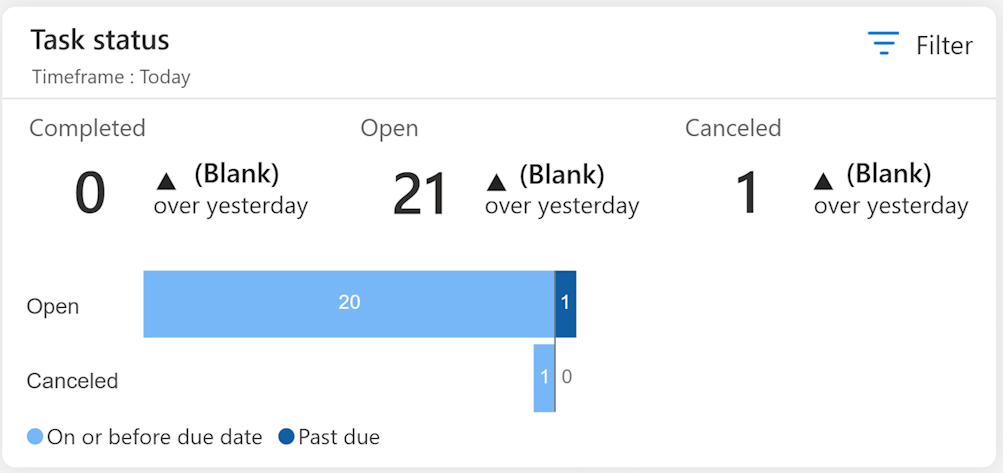 Task status
Filter
Timeframe : Today
Completed
Open
Canceled
0
▲ (Blank)
over yesterday
21
▲ (Blank)
over yesterday
1
▲ (Blank)
over yesterday
Open
20
1
Canceled
1
0
On or before due date
Past due